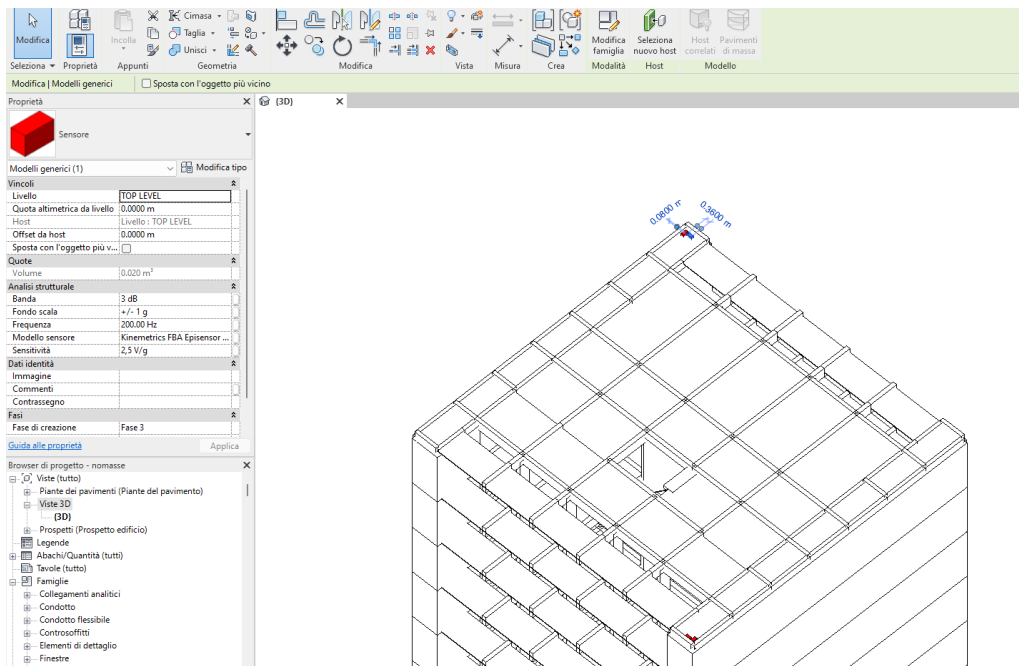 Cimasa
Modifica
Incolla
Taglia
Unisci
Modifica famiglia
Seleziona nuovo host
Host correlati
Pavimenti di massa
Seleziona
Proprietà
Appunti
Geometria
Modifica
Vista
Misura
Crea
Modalità
Host
Modello
Modifica | Modelli generici
Sposta con l'oggetto più vicino
Proprietà
{3D}
Sensore
Modelli generici (1)
Modifica tipo
Vincoli
Livello TOP LEVEL
Quota altimetrica da livello 0.0000 m
Host Livello : TOP LEVEL
Offset da host 0.0000 m
Sposta con l'oggetto più v...
Quote
Volume 0.020 m³
Analisi strutturale
Banda 3 dB
Fondo scala +/- 1 g
Frequenza 200.00 Hz
Modello sensore Kinemetrics FBA Episensor ...
Sensitività 2,5 V/g
Dati identità
Immagine
Commenti
Contrassegno
Fasi
Fase di creazione Fase 3
Guida alle proprietà Applica
Browser di progetto - nomasse
Viste (tutto)
Piante dei pavimenti (Piante del pavimento)
Viste 3D
{3D}
Prospetti (Prospetto edificio)
Legende
Abachi/Quantità (tutti)
Tavole (tutto)
Famiglie
Collegamenti analitici
Condotto
Condotto flessibile
Controsoffitti
Elementi di dettaglio
Finestre
0.0800 m
0.3600 m